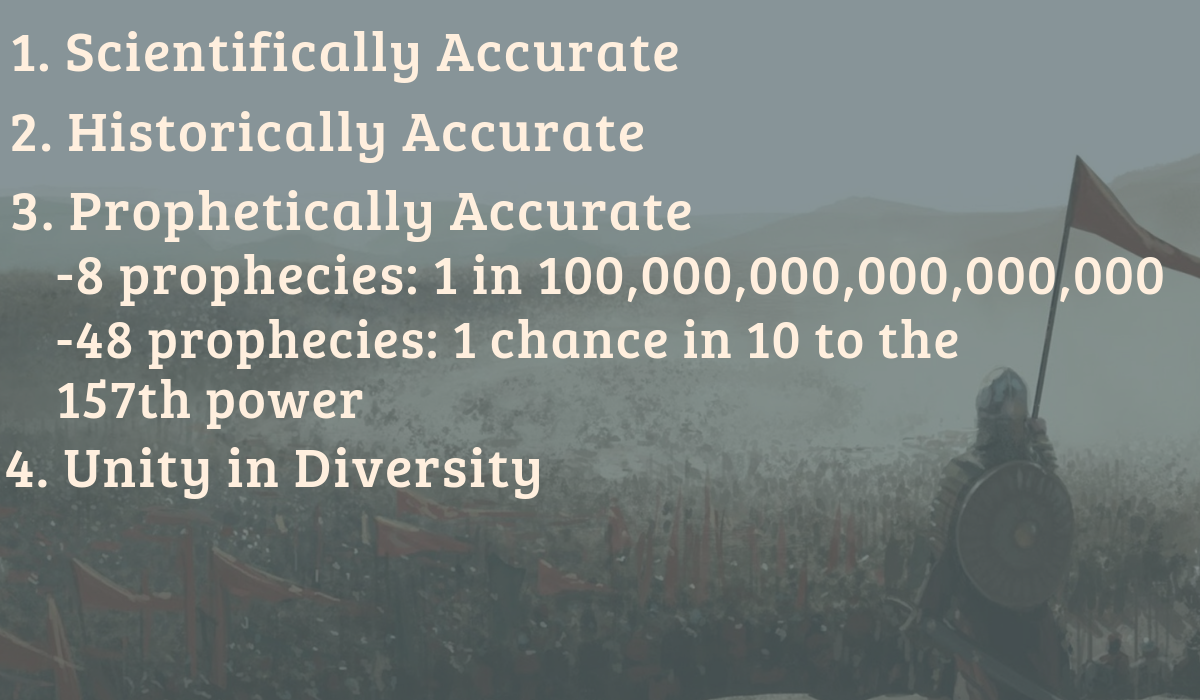 1. Scientifically Accurate
2. Historically Accurate
3. Prophetically Accurate
-8 prophecies: 1 in 100,000,000,000,000,000
-48 prophecies: 1 chance in 10 to the
157th power
4. Unity in Diversity